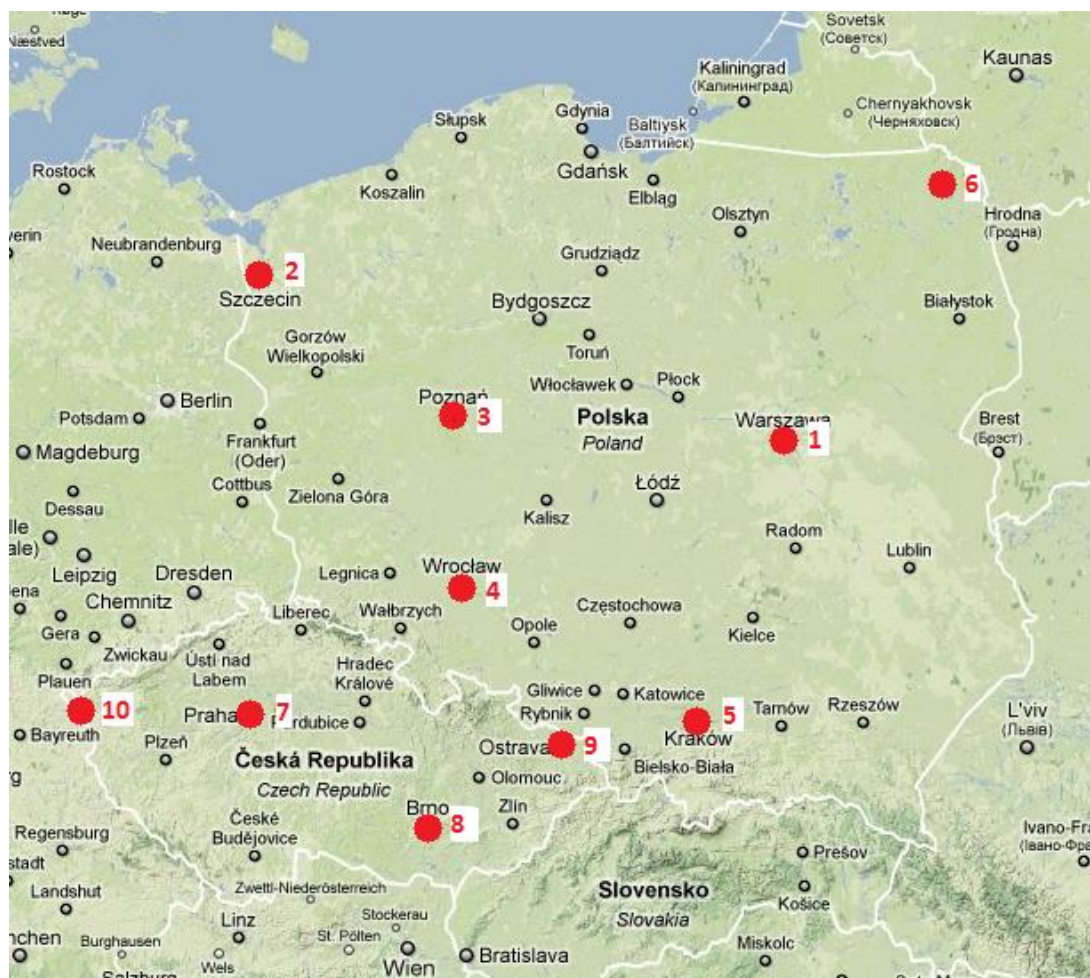 Sovetsk
(Советск)
Næstved
Kaunas
Kaliningrad
(Калининград)
Chernyakhovsk
(Черняховск)
Gdynia
Słupsk
Baltiysk
(Балтийск)
Gdańsk
Rostock
Koszalin
Elbląg
6
Olsztyn
Hrodna
(Гродна)
Neubrandenburg
Grudziądz
2
Szczecin
Bydgoszcz
Białystok
Gorzów
Wielkopolski
Toruń
Włocławek
Płock
Poznań
Berlin
3
Polska
Poland
Warszawa
1
Potsdam
Brest
(Брэст)
Frankfurt
(Oder)
Magdeburg
Cottbus
Zielona Góra
Łódź
Dessau
Kalisz
Radom
Lublin
Leipzig
Dresden
Legnica
Wrocław
4
Chemnitz
Liberec
Wałbrzych
Częstochowa
Opole
Kielce
Gera
Zwickau
Ústí nad
Labem
Hradec
Králové
Plauen
Gliwice
Katowice
10
Praha
7
Pardubice
Rybnik
5
Kraków
Tarnów
Rzeszów
L'viv
(Львів)
Bayreuth
Plzeň
Ostrava
9
Bielsko-Biała
Česká Republika
Czech Republic
Olomouc
Brno
8
Zlín
České
Budějovice
Regensburg
Prešov
Landshut
Zwettl-Niederösterreich
Slovensko
Slovakia
Košice
Linz
Stockerau
St. Pölten
Burghausen
Wels
Wien
Bratislava
Miskolc
Salzburg